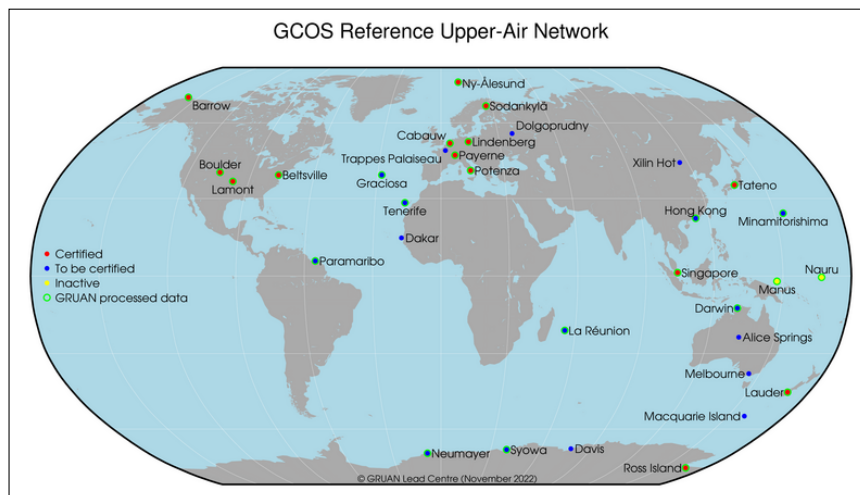 GCOS Reference Upper-Air Network
Ny-Ålesund
Barrow
Sodankylä
Dolgoprudny
Cabauw
Lindenberg
Trappes Palaiseau
Payerne
Boulder
Beltsville
Potenza
Xilin Hot
Lamont
Graciosa
Tateno
Tenerife
Hong Kong
Minamitorishima
Dakar
Certified
To be certified
Inactive
GRUAN processed data
Paramaribo
Singapore
Nauru
Manus
Darwin
La Réunion
Alice Springs
Melbourne
Lauder
Macquarie Island
Neumayer
Syowa
Davis
Ross Island
© GRUAN Lead Centre (November 2022)